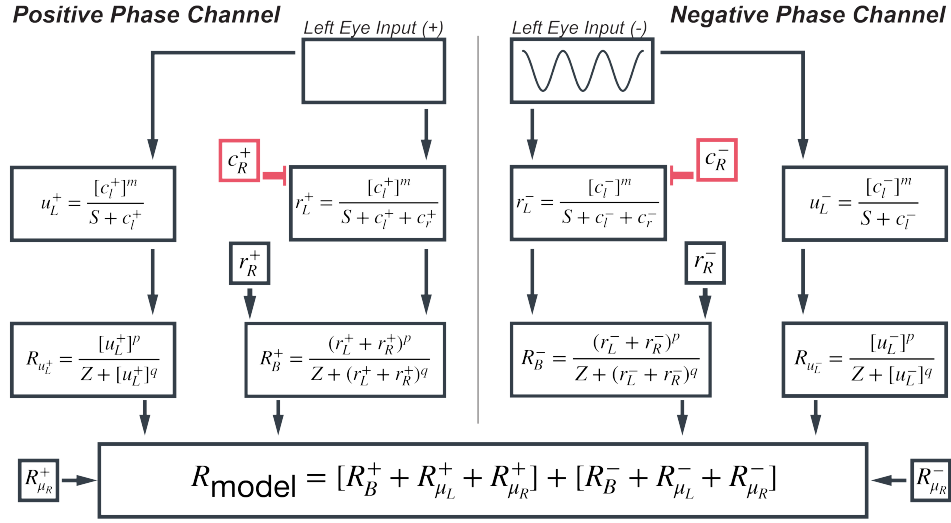 Positive Phase Channel
Negative Phase Channel
Left Eye Input (+)
Left Eye Input (-)
c_R^+
c_R^-
u_L^+ = [c_l^+]^m / (S + c_l^+)
r_L^+ = [c_l^+]^m / (S + c_l^+ + c_r^+)
r_L^- = [c_l^-]^m / (S + c_l^- + c_r^-)
u_L^- = [c_l^-]^m / (S + c_l^-)
r_R^+
r_R^-
R_{u_L^+} = [u_L^+]^p / (Z + [u_L^+]^q)
R_B^+ = (r_L^+ + r_R^+)^p / (Z + (r_L^+ + r_R^+)^q)
R_B^- = (r_L^- + r_R^-)^p / (Z + (r_L^- + r_R^-)^q)
R_{u_L^-} = [u_L^-]^p / (Z + [u_L^-]^q)
R_{μ_R}^+
R_model = [R_B^+ + R_{μ_L}^+ + R_{μ_R}^+] + [R_B^- + R_{μ_L}^- + R_{μ_R}^-]
R_{μ_R}^-